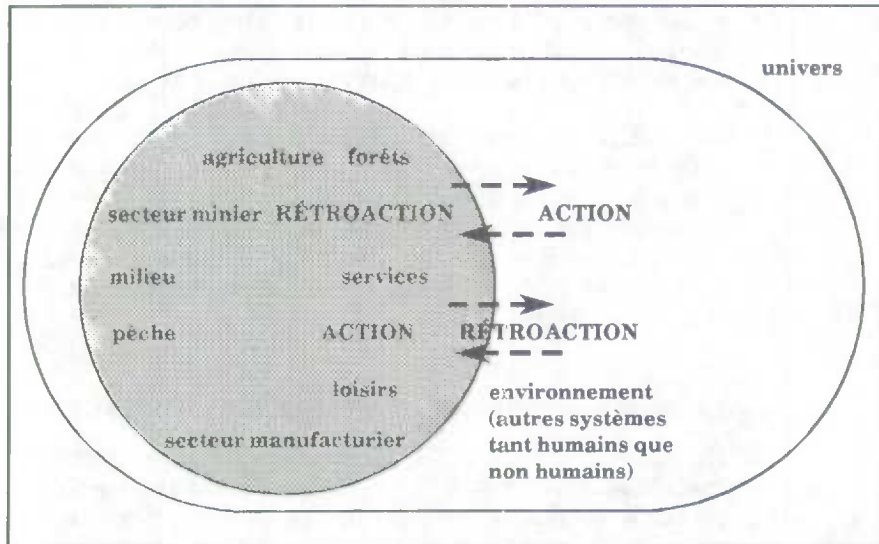 univers
agriculture forêts
secteur minier RÉTROACTION ACTION
milieu services
pêche ACTION RÉTROACTION
loisirs
secteur manufacturier
environnement
(autres systèmes
tant humains que
non humains)